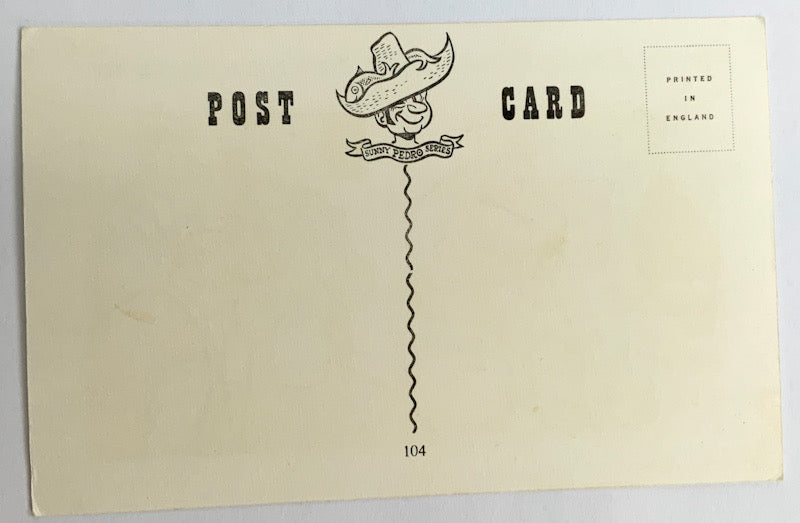 POST CARD
PRINTED
IN
ENGLAND
SUNNY PEDRO SERIES
104